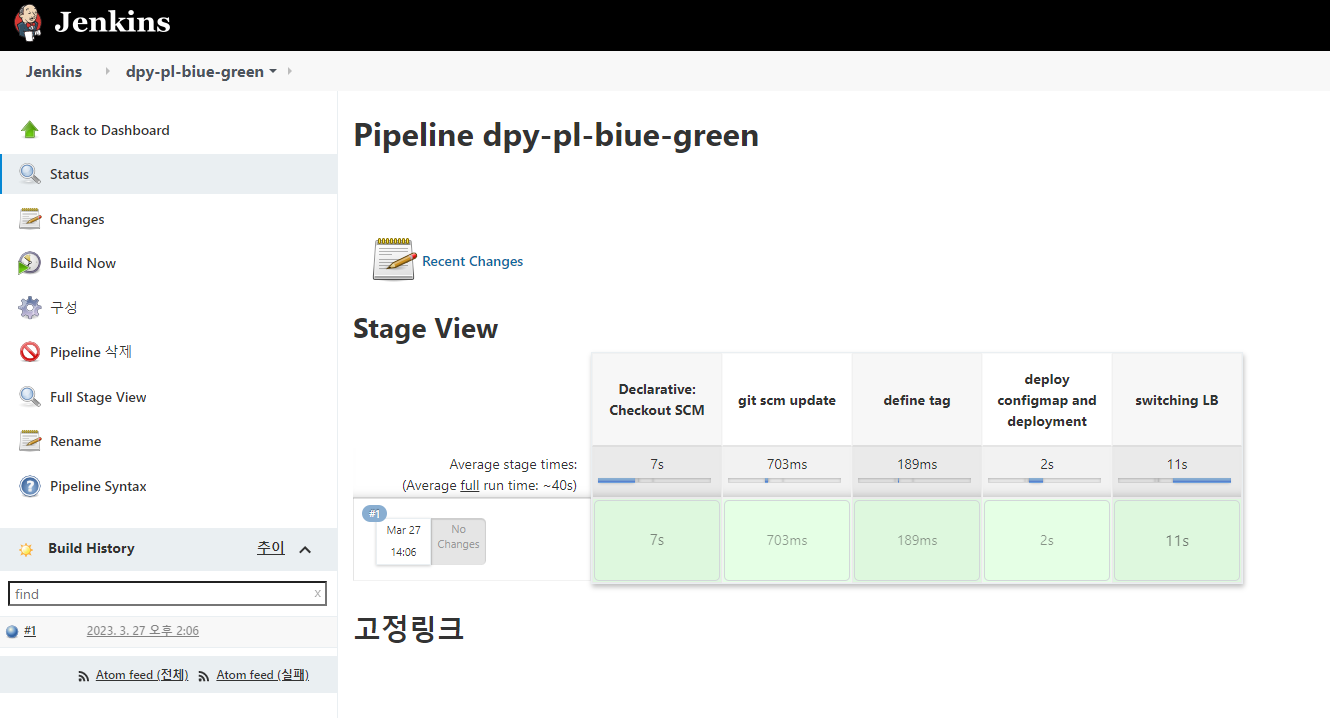 Jenkins
Jenkins
dpy-pl-biue-green
Back to Dashboard
Status
Changes
Build Now
구성
Pipeline 삭제
Full Stage View
Rename
Pipeline Syntax
Build History
추이
find
x
#1
2023. 3. 27 오후 2:06
Atom feed (전체)
Atom feed (실패)
Pipeline dpy-pl-biue-green
Recent Changes
Stage View
Declarative:
Checkout SCM
git scm update
define tag
deploy
configmap and
deployment
switching LB
Average stage times:
(Average full run time: ~40s)
7s
703ms
189ms
2s
11s
#1
Mar 27
14:06
No
Changes
7s
703ms
189ms
2s
11s
고정링크